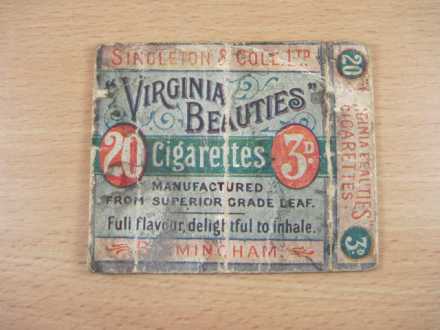 SINGLETON & COLE. LTD
"VIRGINIA
BEAUTIES"
20 Cigarettes 3D.
MANUFACTURED
FROM SUPERIOR GRADE LEAF.
Full flavour, delightful to inhale.
20
BEAUTIES
CIGARETTES
3D.